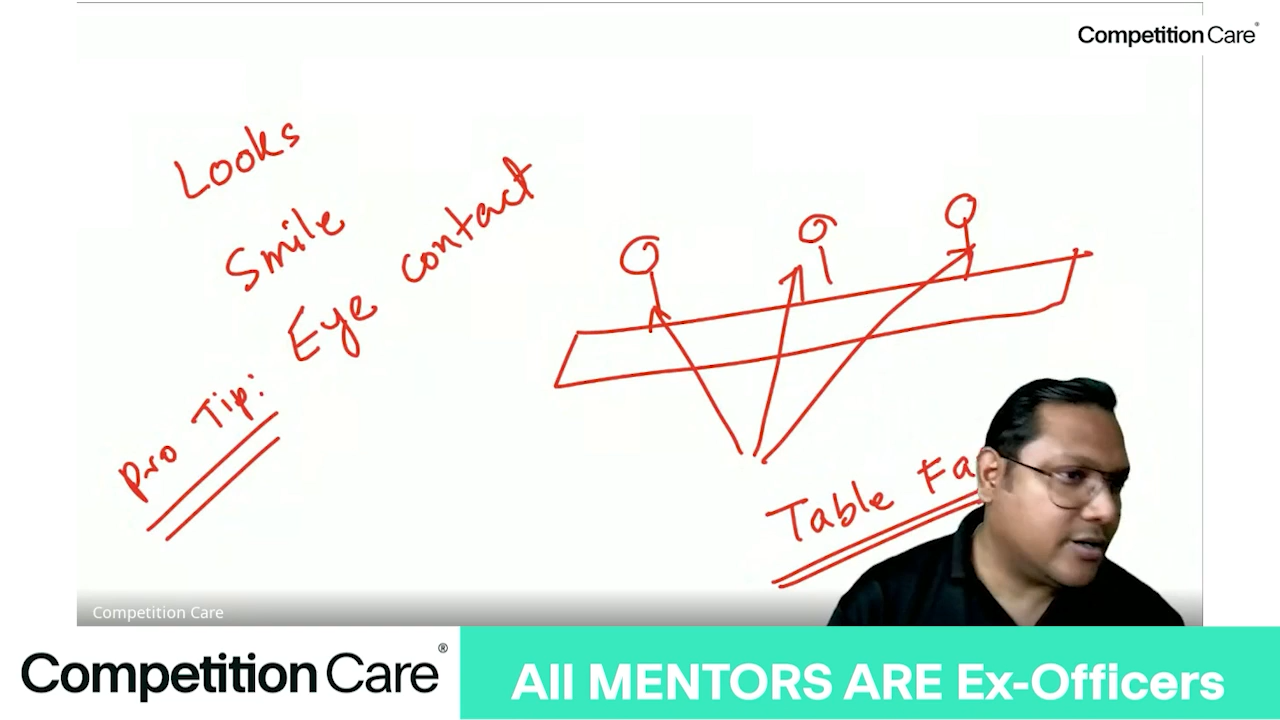 Competition Care®
Looks
Smile
Eye contact
Pro Tip:
Table Fa
Competition Care
Competition Care®
All MENTORS ARE Ex-Officers